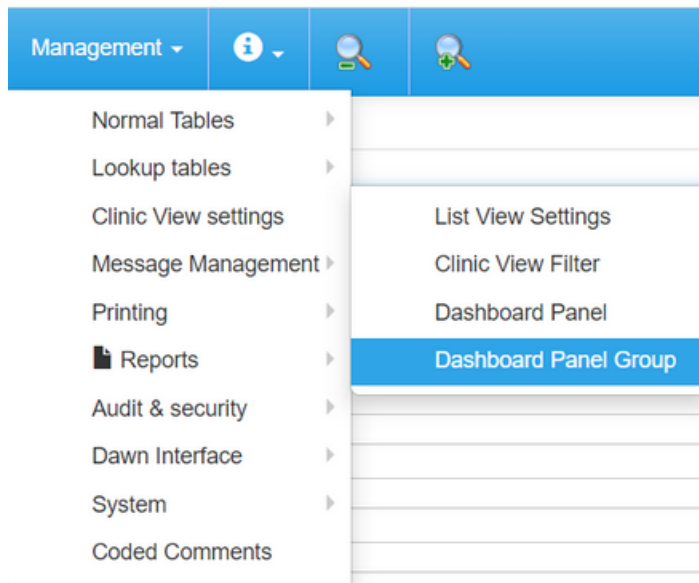 Management
Normal Tables
Lookup tables
Clinic View settings
Message Management
Printing
Reports
Audit & security
Dawn Interface
System
Coded Comments
List View Settings
Clinic View Filter
Dashboard Panel
Dashboard Panel Group